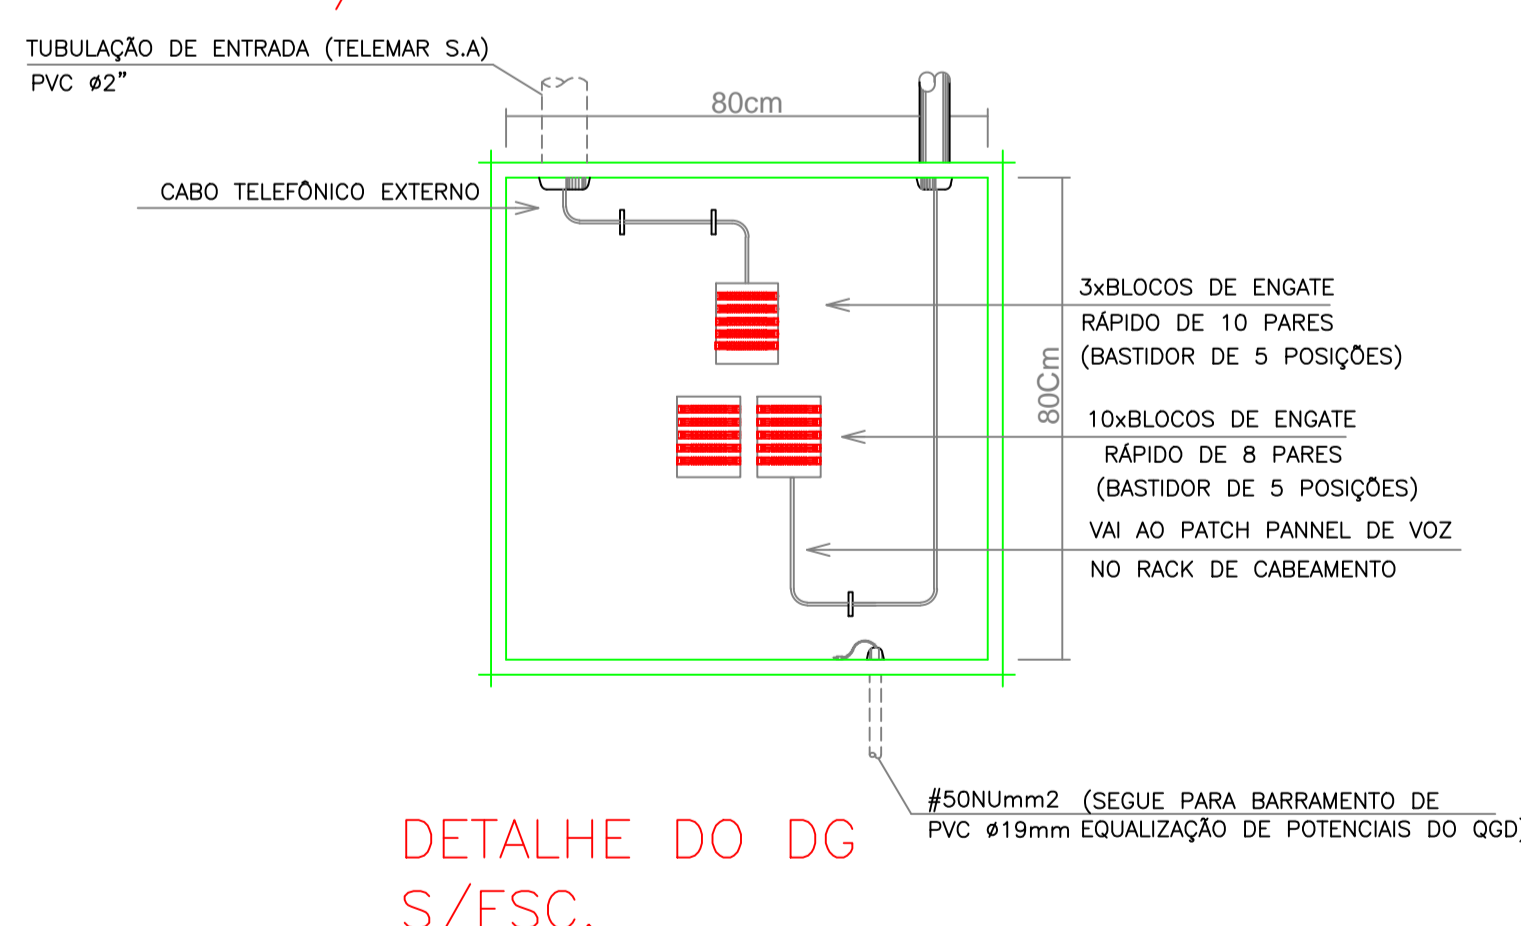 TUBULAÇÃO DE ENTRADA (TELEMAR S.A)
PVC ø2"
80cm
CABO TELEFÔNICO EXTERNO
3xBLOCOS DE ENGATE
RÁPIDO DE 10 PARES
(BASTIDOR DE 5 POSIÇÕES)
80Cm
10xBLOCOS DE ENGATE
RÁPIDO DE 8 PARES
(BASTIDOR DE 5 POSIÇÕES)
VAI AO PATCH PANNEL DE VOZ
NO RACK DE CABEAMENTO
#50NUmm2 (SEGUE PARA BARRAMENTO DE
PVC ø19mm EQUALIZAÇÃO DE POTENCIAIS DO QGD)
DETALHE DO DG
S/ESC.